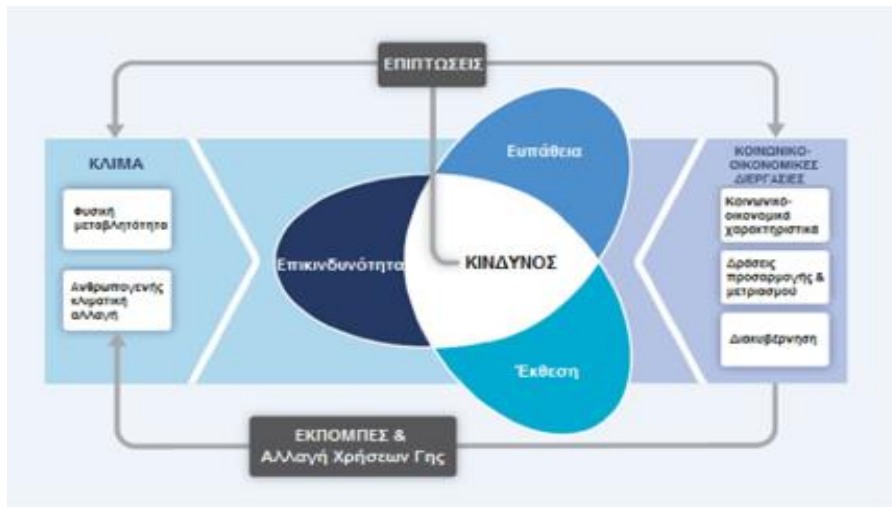 ΕΠΙΠΤΩΣΕΙΣ
ΚΛΙΜΑ
Φυσική
μεταβλητότητα
Ανθρωπογενής
κλιματική
αλλαγή
Ευπάθεια
Επικινδυνότητα
ΚΙΝΔΥΝΟΣ
Έκθεση
ΚΟΙΝΩΝΙΚΟ-
ΟΙΚΟΝΟΜΙΚΕΣ
ΔΙΕΡΓΑΣΙΕΣ
Κοινωνικο-
οικονομικά
χαρακτηριστικά
Δράσεις
προσαρμογής &
μετριασμού
Διακυβέρνηση
ΕΚΠΟΜΠΕΣ &
Αλλαγή Χρήσεων Γης